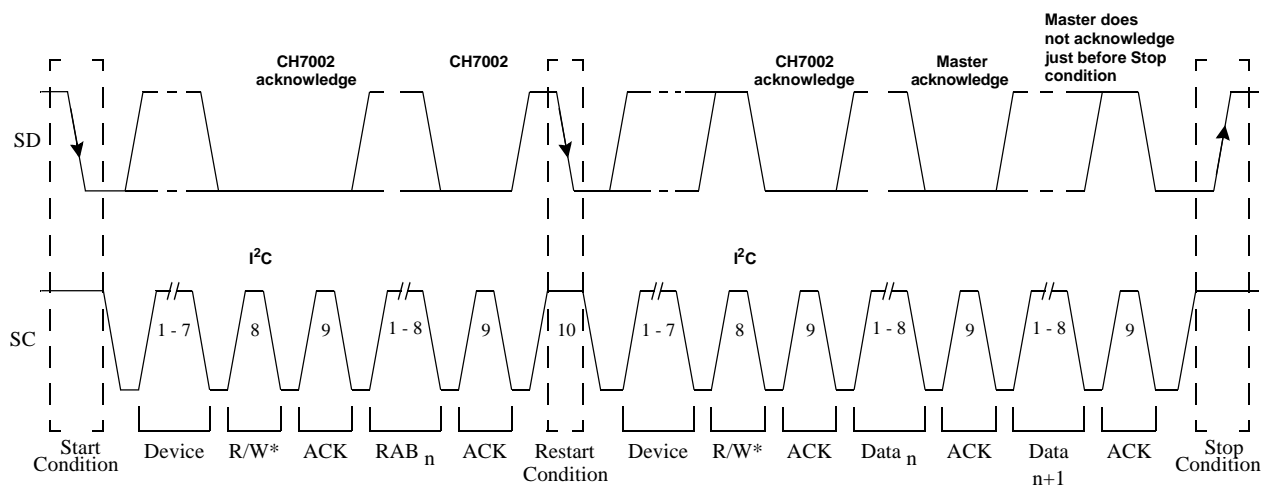 CH7002
acknowledge
CH7002
CH7002
acknowledge
Master
acknowledge
Master does
not acknowledge
just before Stop
condition
SD
I2C
I2C
SC
1 - 7
8
9
1 - 8
9
10
1 - 7
8
9
1 - 8
9
1 - 8
9
Start
Condition
Device
R/W*
ACK
RAB n
ACK
Restart
Condition
Device
R/W*
ACK
Data n
ACK
Data
n+1
ACK
Stop
Condition